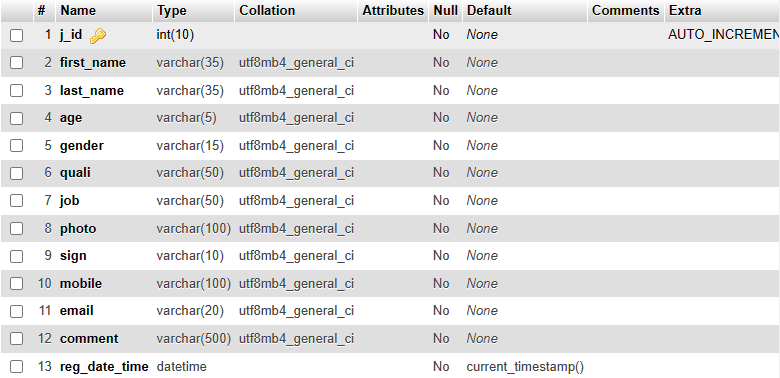 # Name Type Collation Attributes Null Default Comments Extra
1 j_id int(10) No None AUTO_INCREMEN
2 first_name varchar(35) utf8mb4_general_ci No None
3 last_name varchar(35) utf8mb4_general_ci No None
4 age varchar(5) utf8mb4_general_ci No None
5 gender varchar(15) utf8mb4_general_ci No None
6 quali varchar(50) utf8mb4_general_ci No None
7 job varchar(50) utf8mb4_general_ci No None
8 photo varchar(100) utf8mb4_general_ci No None
9 sign varchar(10) utf8mb4_general_ci No None
10 mobile varchar(100) utf8mb4_general_ci No None
11 email varchar(20) utf8mb4_general_ci No None
12 comment varchar(500) utf8mb4_general_ci No None
13 reg_date_time datetime No current_timestamp()